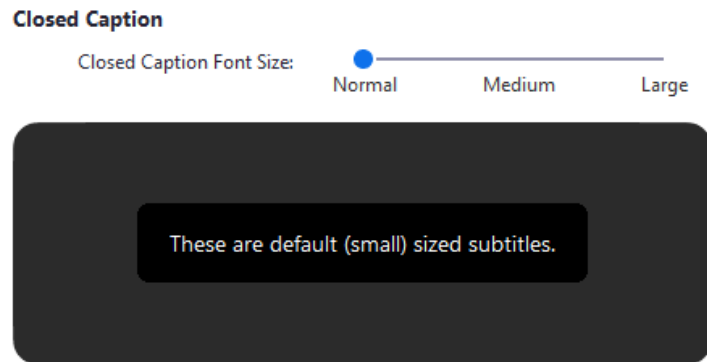 Closed Caption
Closed Caption Font Size:
Normal Medium Large
These are default (small) sized subtitles.